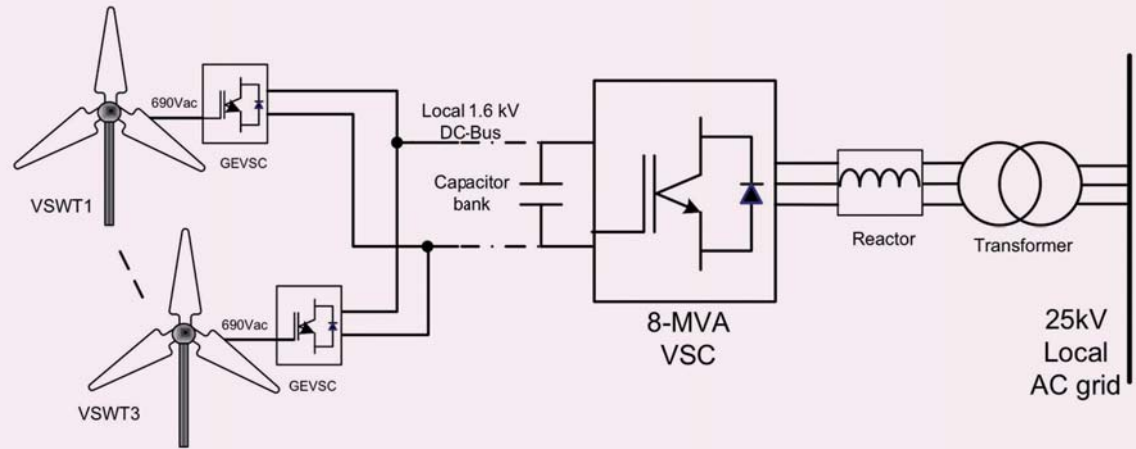 690Vac
GEVSC
VSWT1
Local 1.6 kV
DC-Bus
Capacitor
bank
8-MVA
VSC
Reactor
Transformer
25kV
Local
AC grid
690Vac
GEVSC
VSWT3